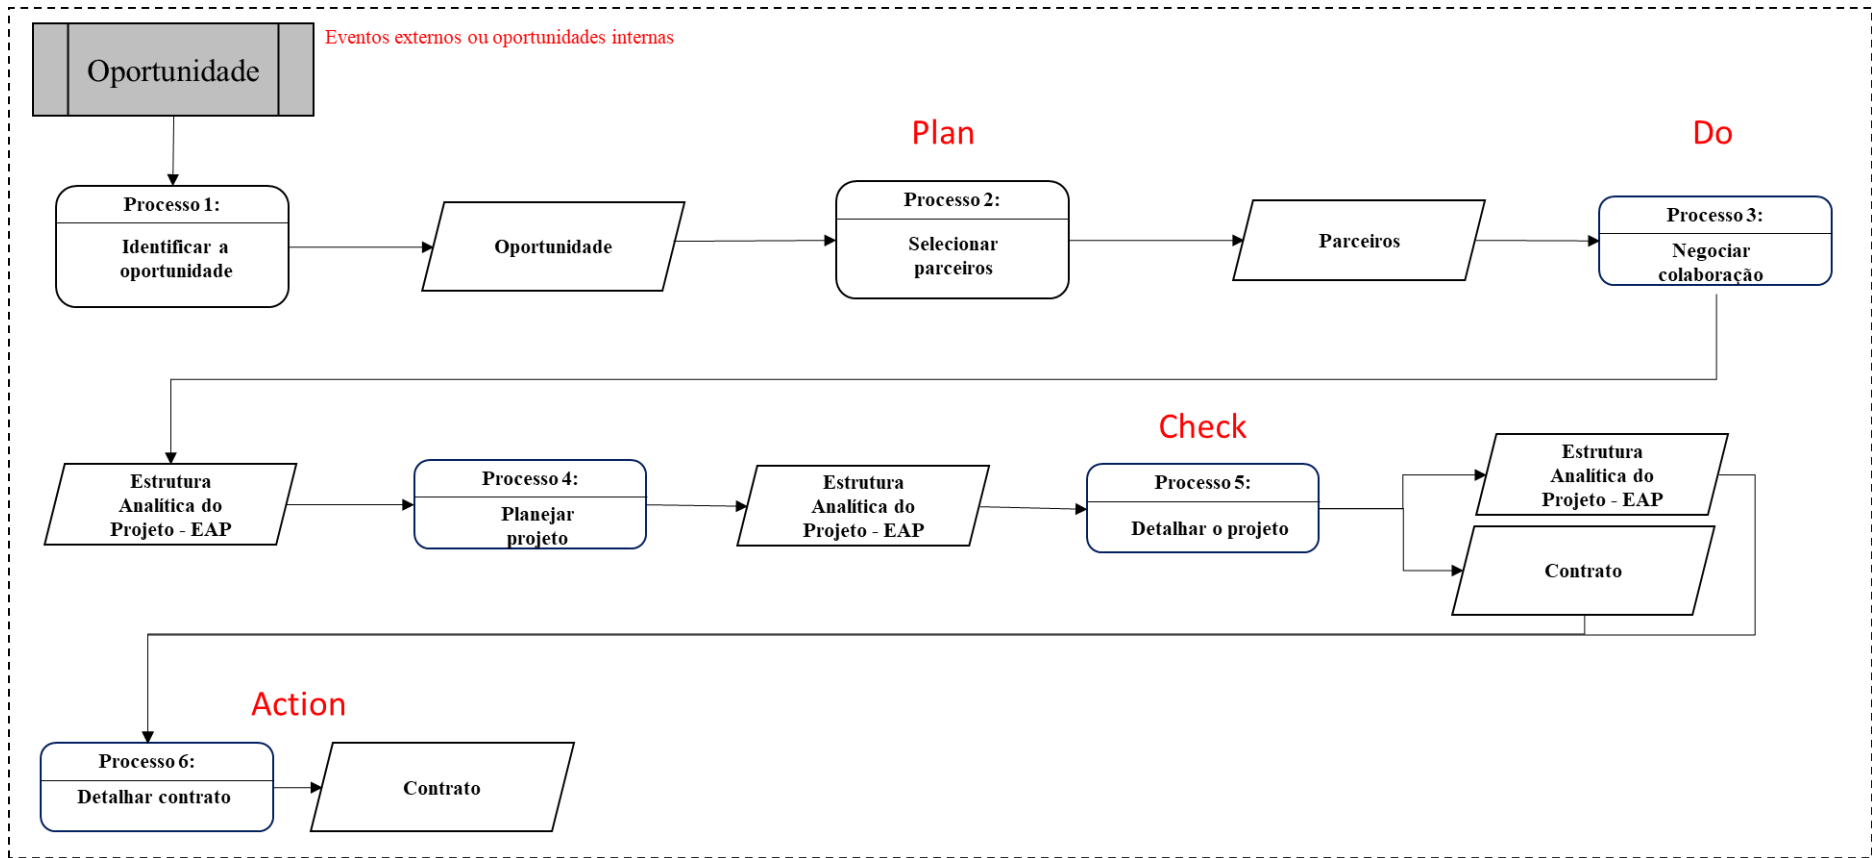 Oportunidade
Eventos externos ou oportunidades internas
Plan
Do
Processo 1:
Identificar a
oportunidade
Oportunidade
Processo 2:
Selecionar
parceiros
Parceiros
Processo 3:
Negociar
colaboração
Check
Estrutura
Analítica do
Projeto - EAP
Processo 4:
Planejar
projeto
Estrutura
Analítica do
Projeto - EAP
Processo 5:
Detalhar o projeto
Estrutura
Analítica do
Projeto - EAP
Contrato
Action
Processo 6:
Detalhar contrato
Contrato